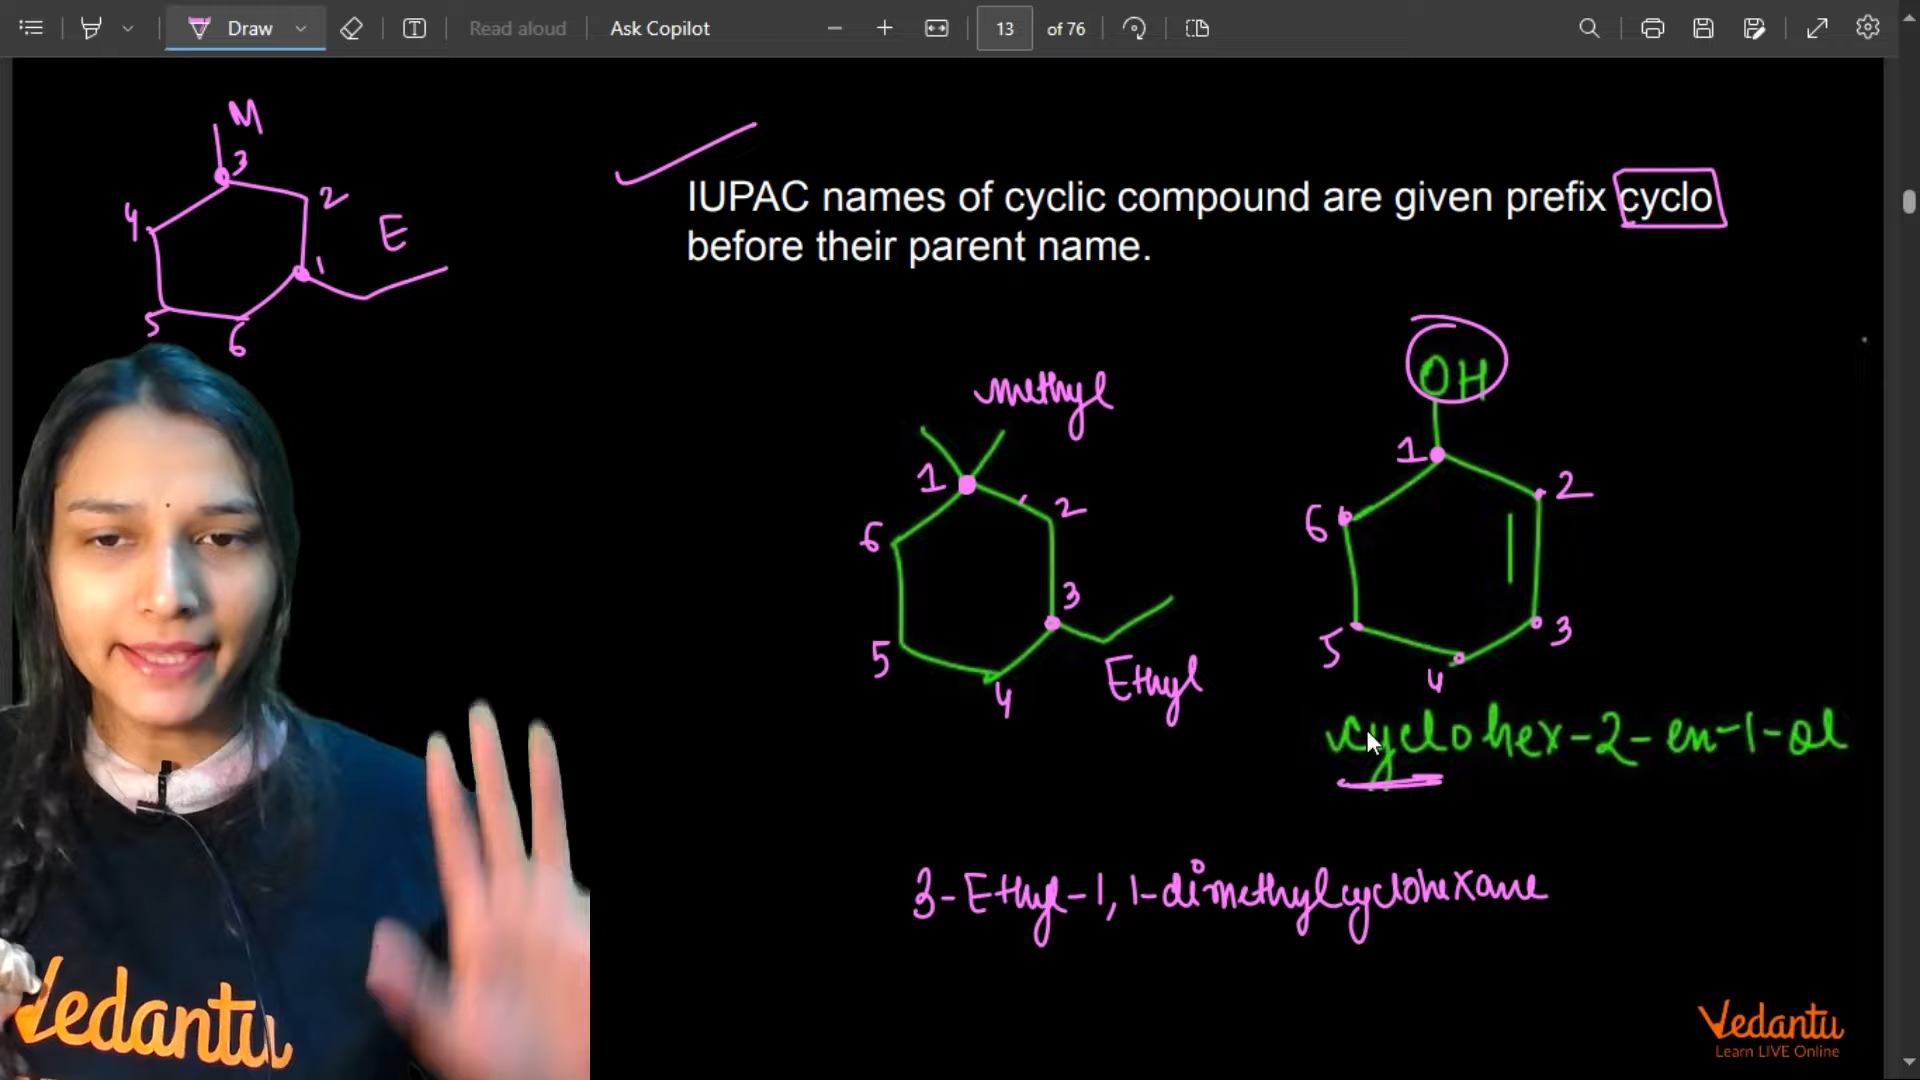 Draw
Read aloud
Ask Copilot
13 of 76
M
3
2
4
E
1
5
6
IUPAC names of cyclic compound are given prefix cyclo
before their parent name.
methyl
1
2
6
3
5
4
Ethyl
OH
1
2
6
3
5
4
cyclohex-2-en-1-ol
3-Ethyl-1,1-dimethylcyclohexane
Vedantu
Vedantu
Learn LIVE Online